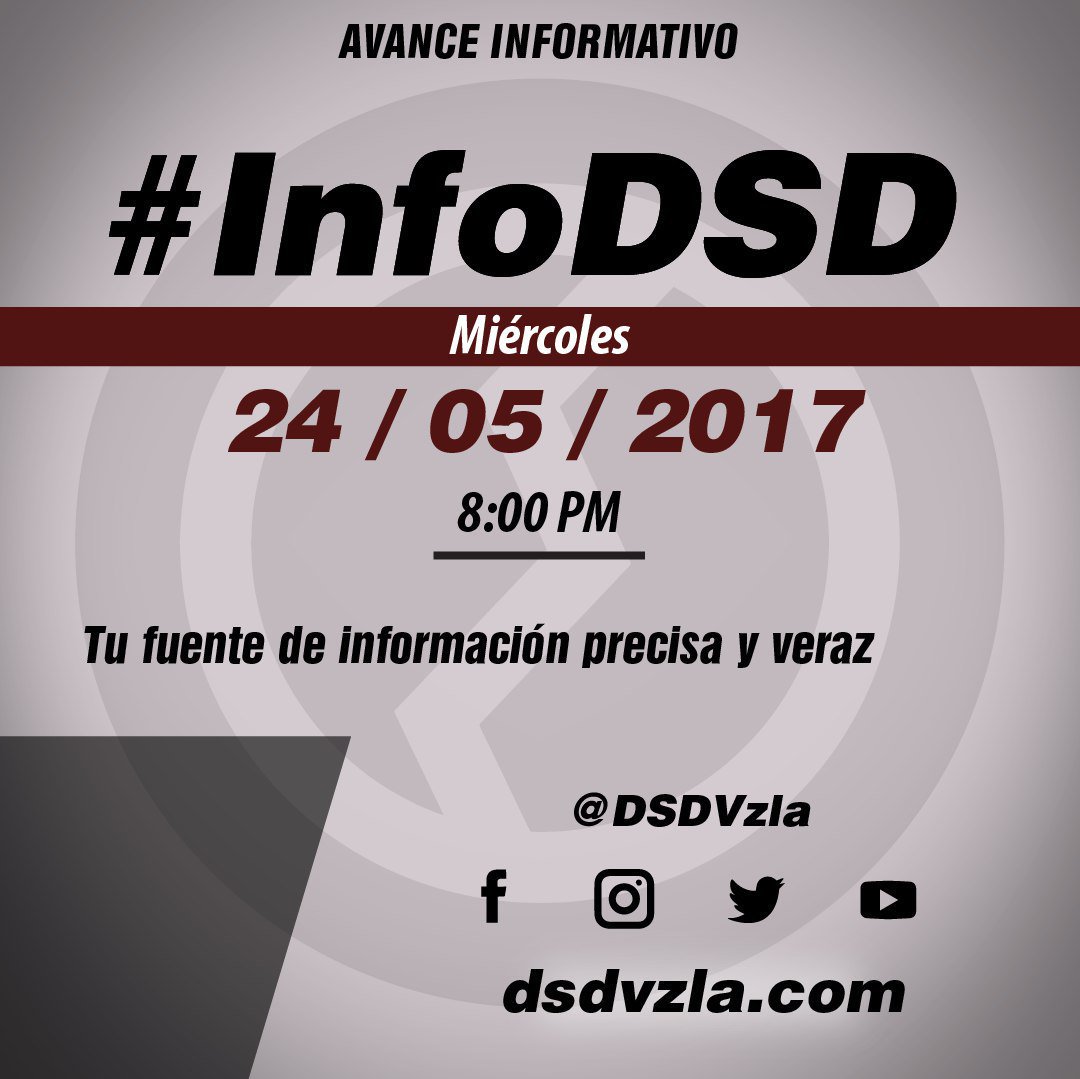 AVANCE INFORMATIVO
#InfoDSD
Miércoles
24 / 05 / 2017
8:00 PM
Tu fuente de información precisa y veraz
@DSDVzla
dsdvzla.com